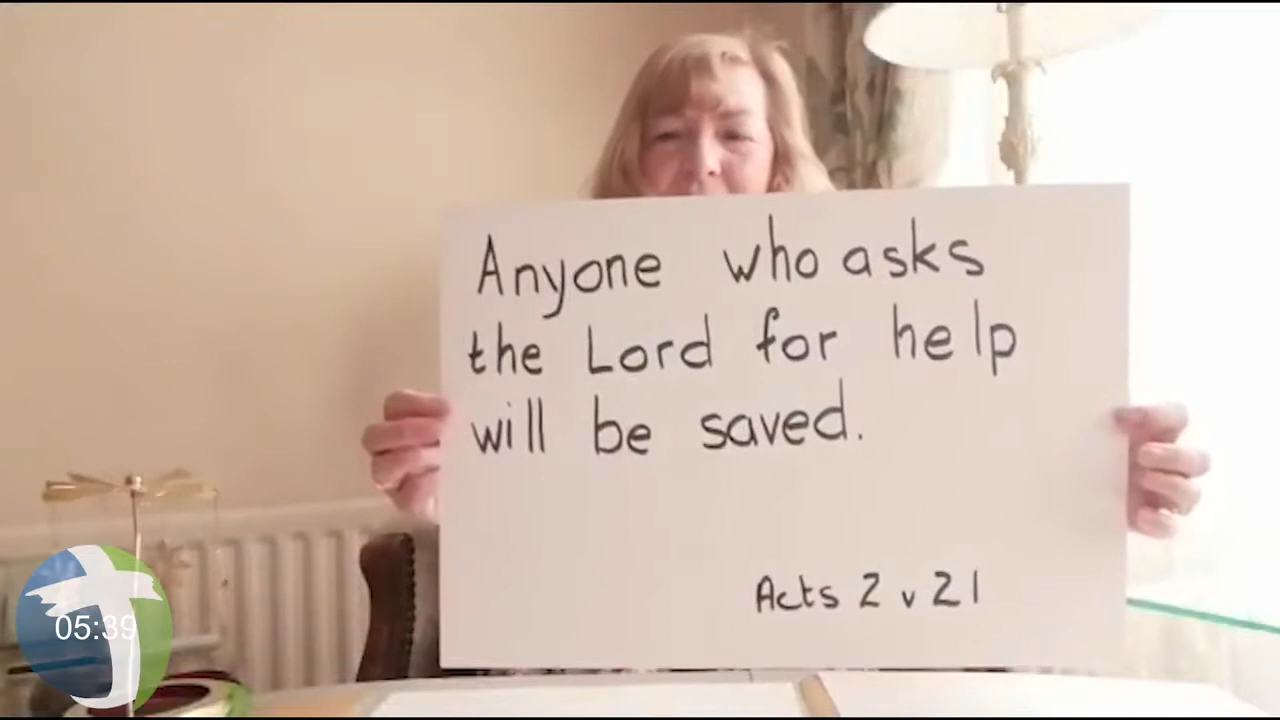 Anyone who asks
the Lord for help
will be saved.
Acts 2 v 21
05:39